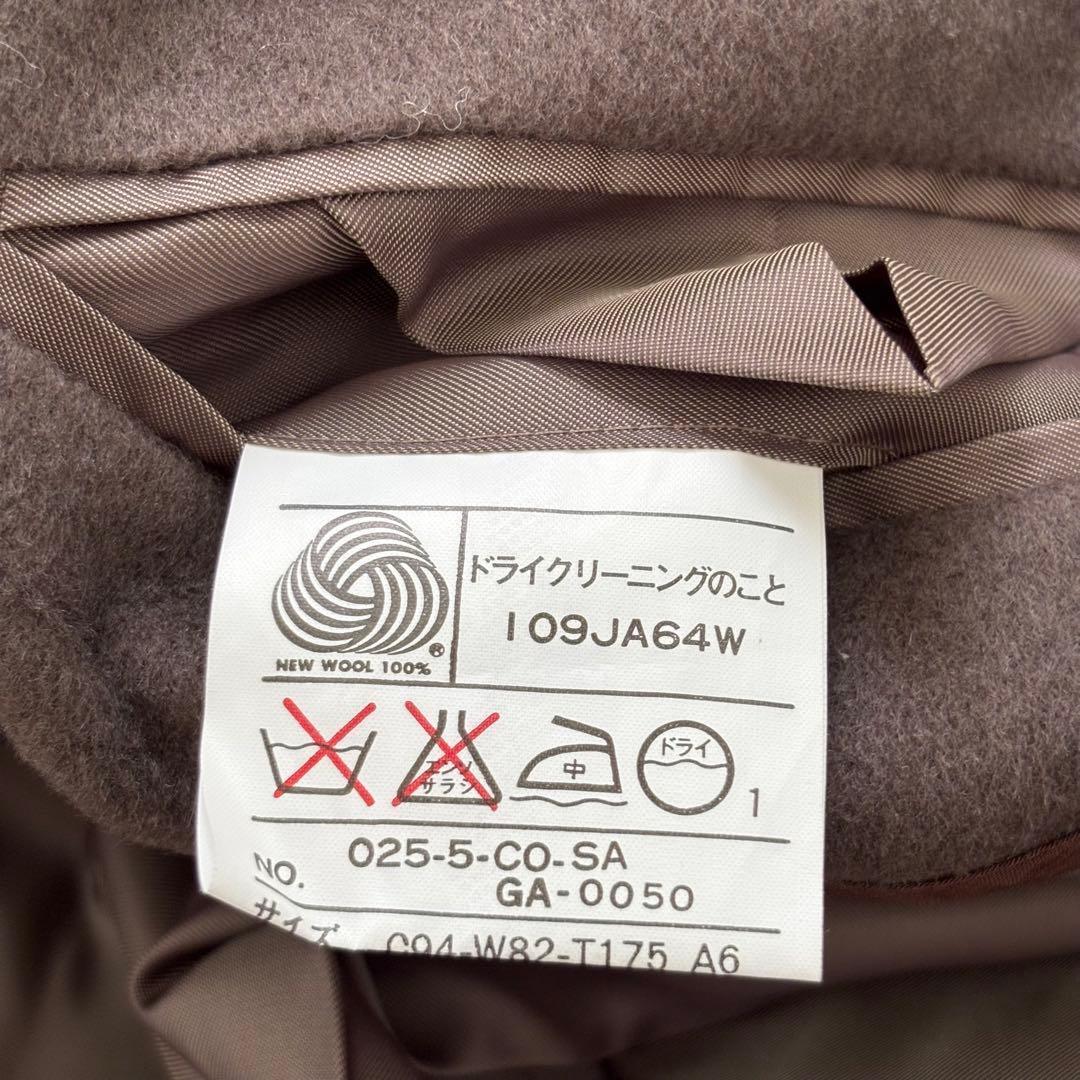 ドライクリーニングのこと
109JA64W
®
NEW WOOL 100%
エンソ
サラシ
中
ドライ
1
NO. 025-5-CO-SA
GA-0050
サイズ C94-W82-T175 A6